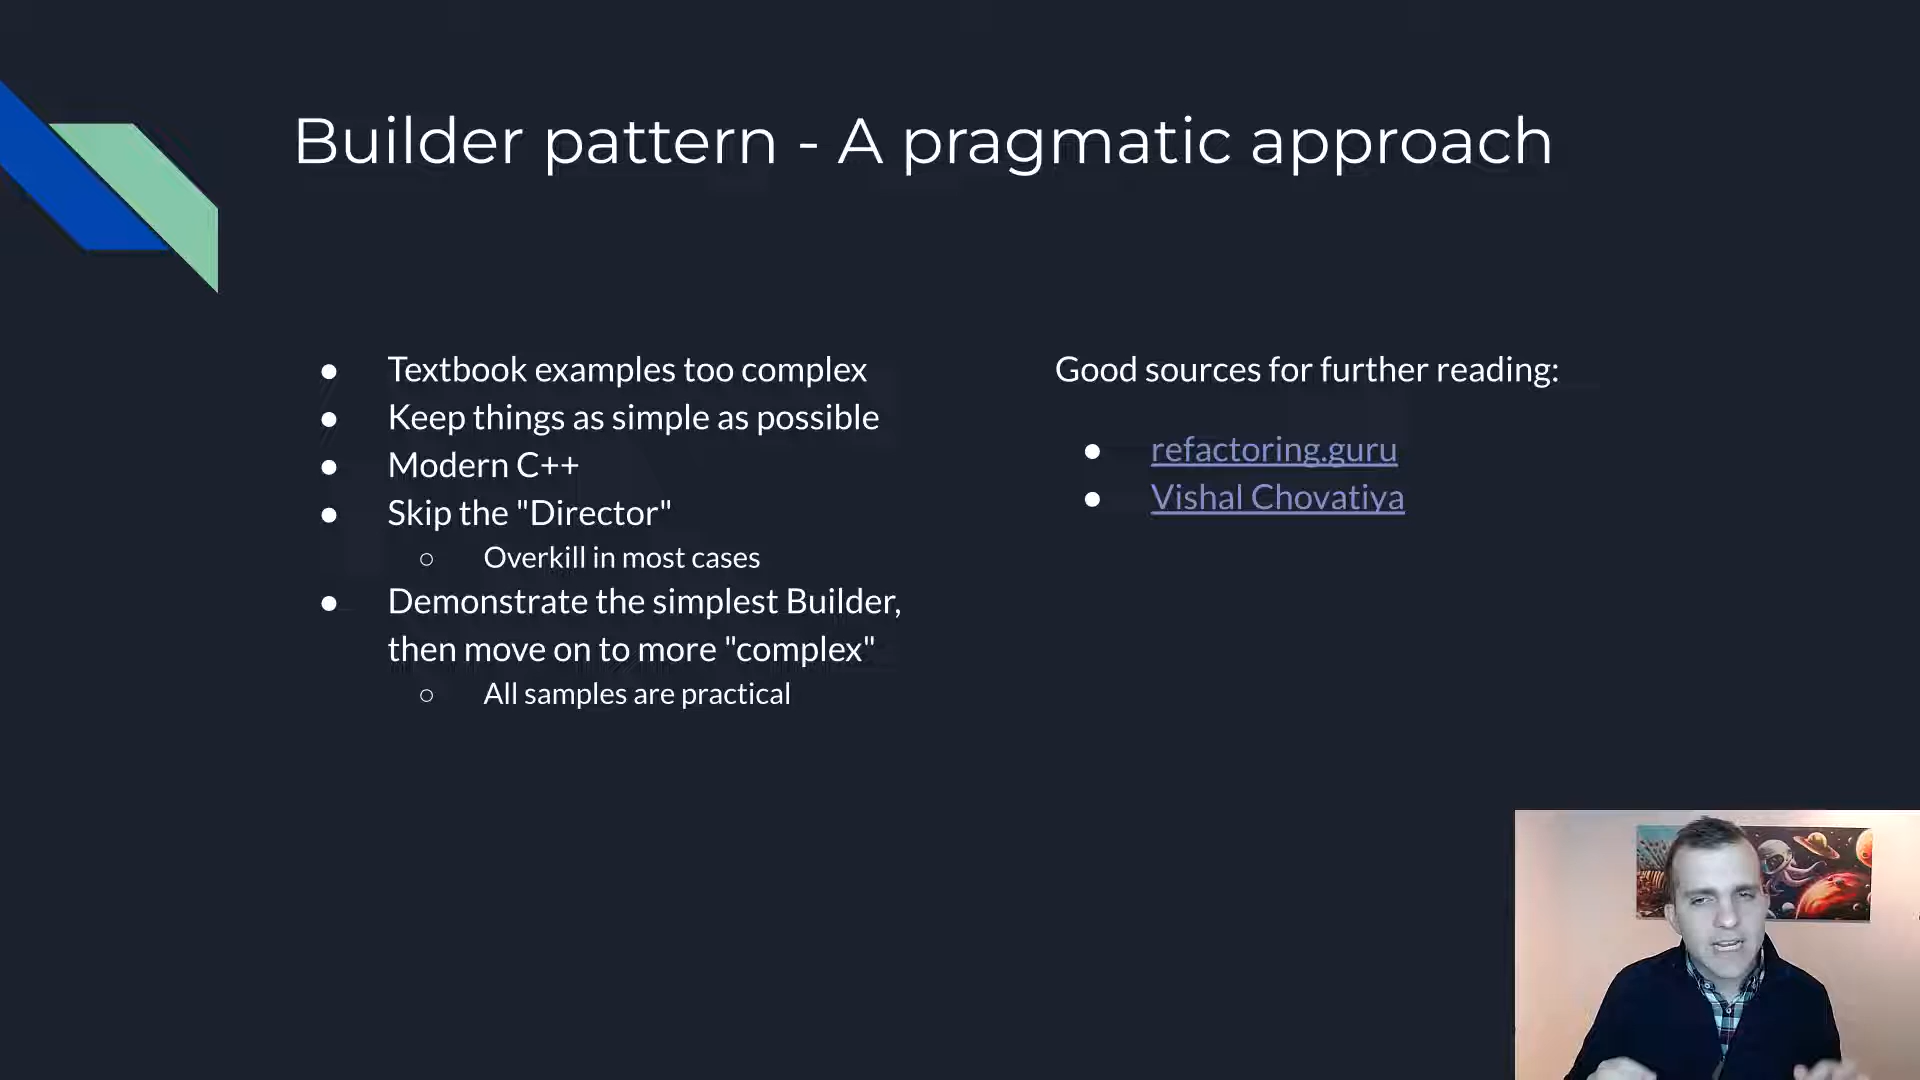 Builder pattern - A pragmatic approach
● Textbook examples too complex
● Keep things as simple as possible
● Modern C++
● Skip the "Director"
○ Overkill in most cases
● Demonstrate the simplest Builder,
then move on to more "complex"
○ All samples are practical
Good sources for further reading:
● refactoring.guru
● Vishal Chovatiya